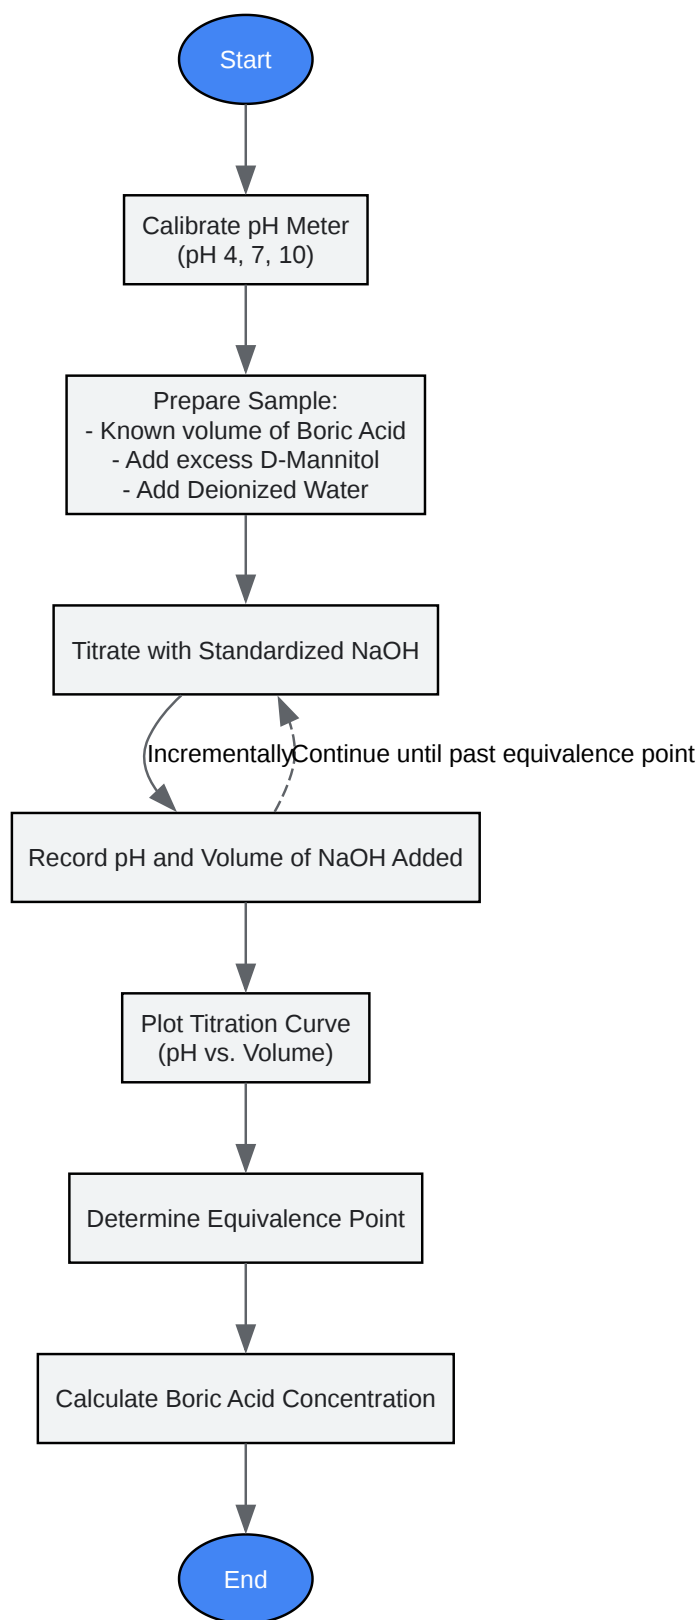 Start
Calibrate pH Meter
(pH 4, 7, 10)
Prepare Sample:
- Known volume of Boric Acid
- Add excess D-Mannitol
- Add Deionized Water
Titrate with Standardized NaOH
Incrementally
Continue until past equivalence point
Record pH and Volume of NaOH Added
Plot Titration Curve
(pH vs. Volume)
Determine Equivalence Point
Calculate Boric Acid Concentration
End